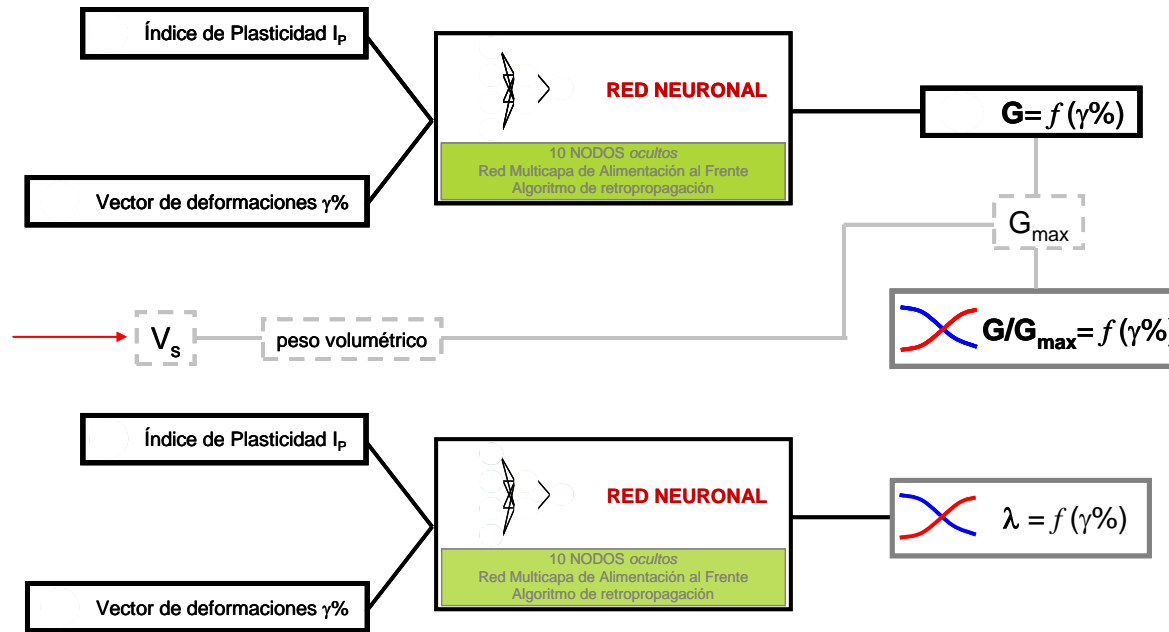 Índice de Plasticidad IP
RED NEURONAL
10 NODOS ocultos
Red Multicapa de Alimentación al Frente
Algoritmo de retropropagación
G= f (γ%)
Vector de deformaciones γ%
Gmax
Vs
peso volumétrico
G/Gmax= f (γ%)
Índice de Plasticidad IP
RED NEURONAL
10 NODOS ocultos
Red Multicapa de Alimentación al Frente
Algoritmo de retropropagación
λ = f (γ%)
Vector de deformaciones γ%